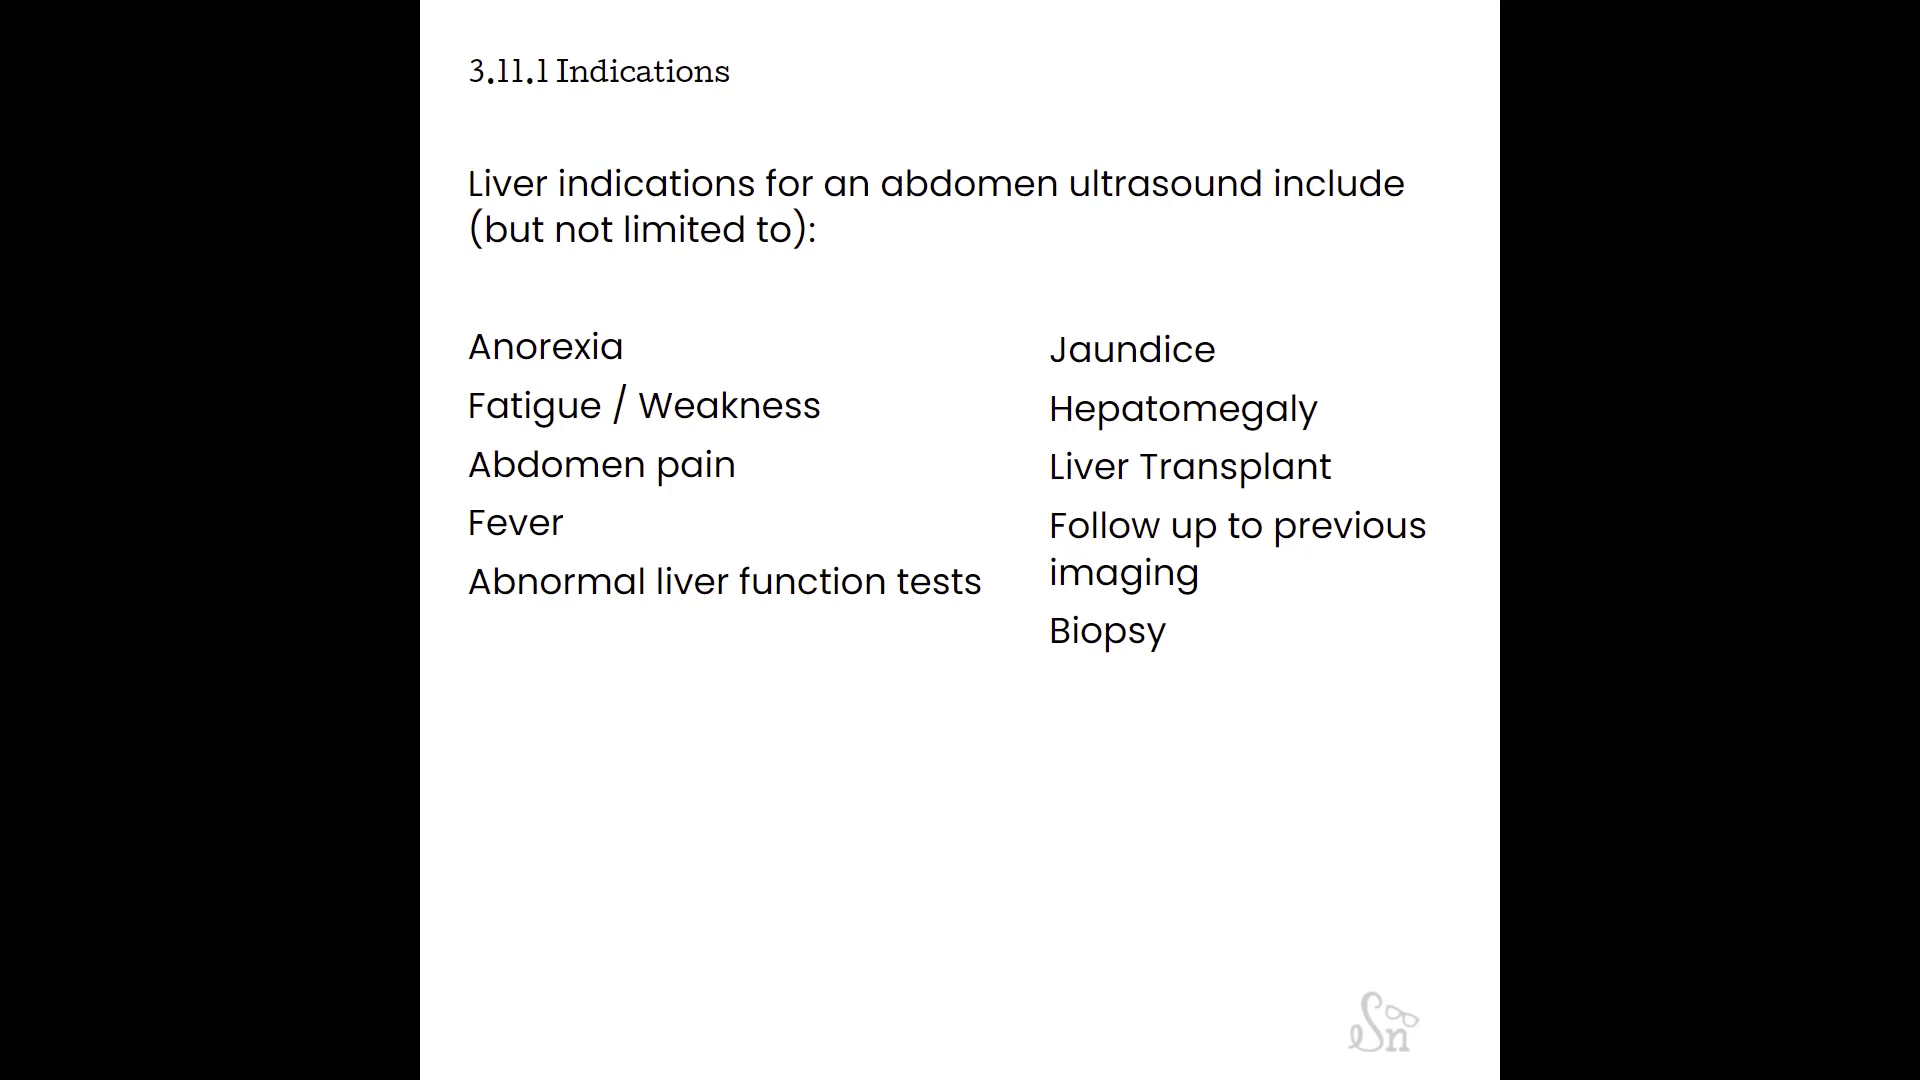 3.11.1 Indications
Liver indications for an abdomen ultrasound include
(but not limited to):
Anorexia
Fatigue / Weakness
Abdomen pain
Fever
Abnormal liver function tests
Jaundice
Hepatomegaly
Liver Transplant
Follow up to previous
imaging
Biopsy
Sn